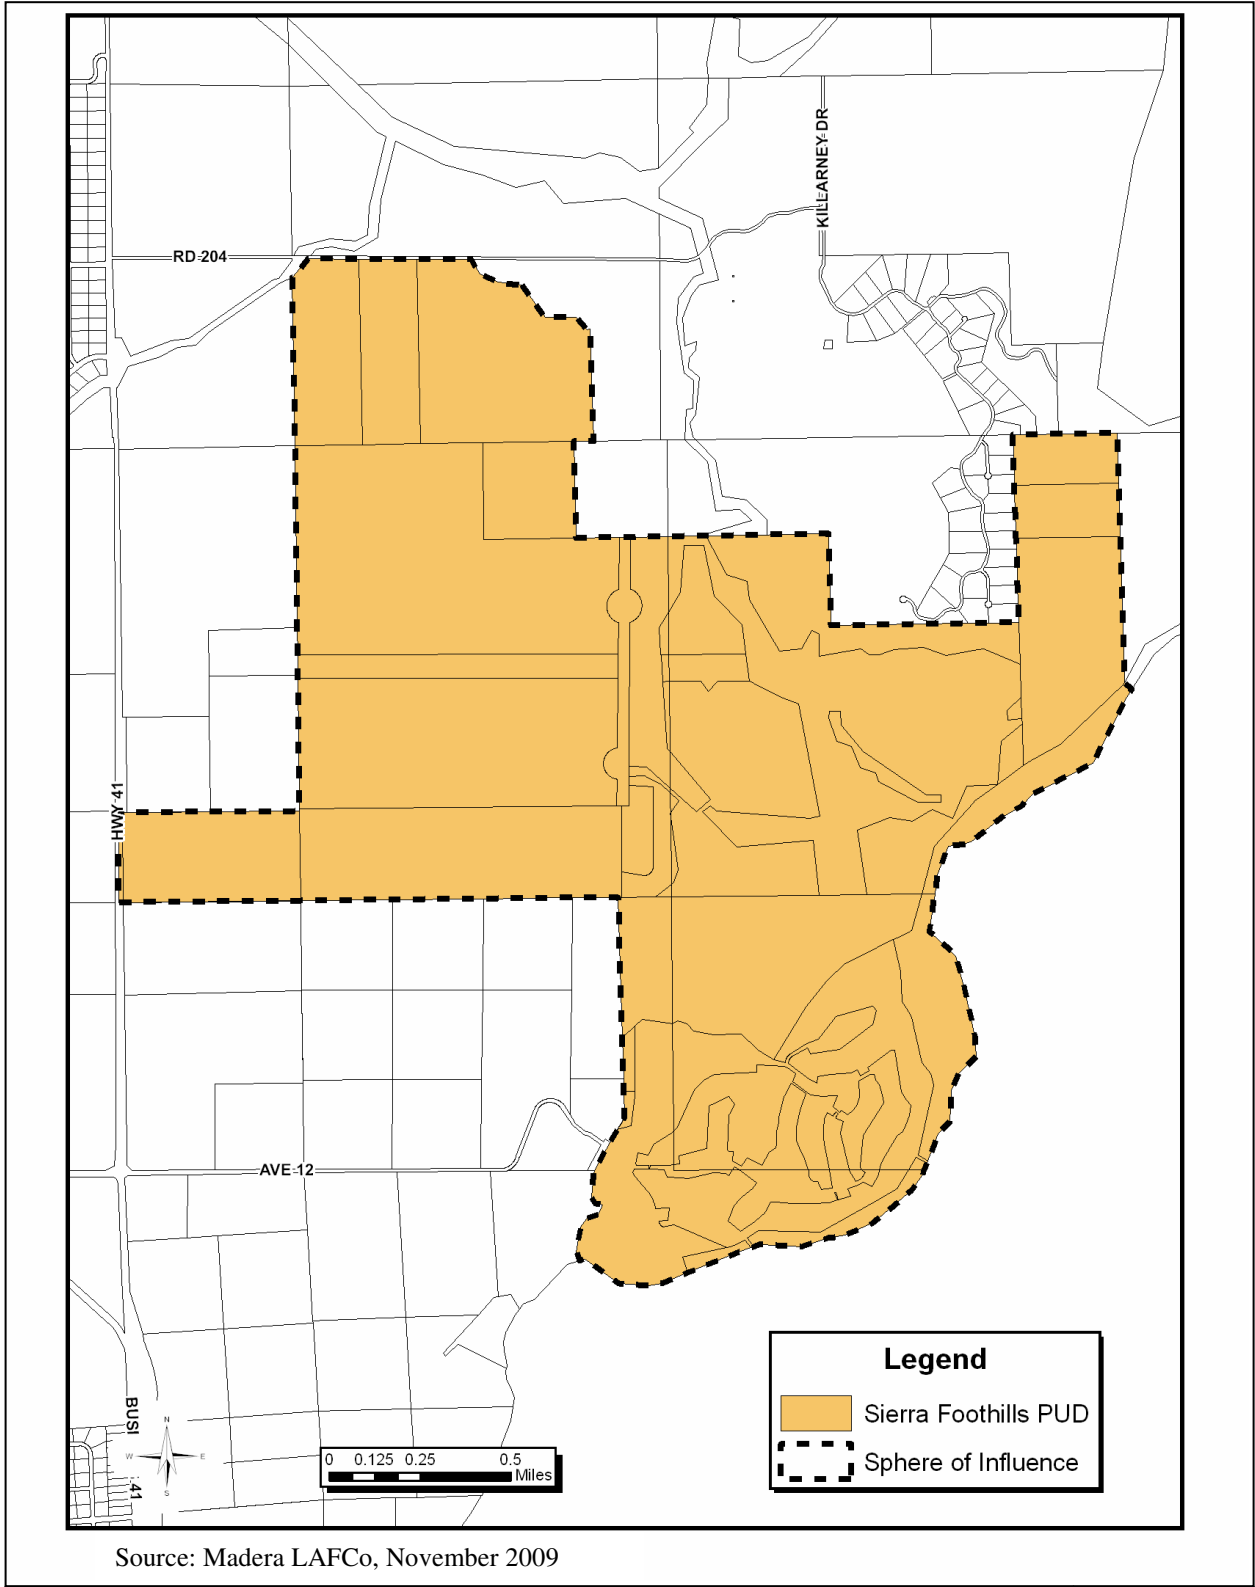 KILLARNEY DR
RD 204
HWY 41
AVE 12
BUSI
41
N
W E
S
0 0.125 0.25 0.5
Miles
Legend
Sierra Foothills PUD
Sphere of Influence
Source: Madera LAFCo, November 2009